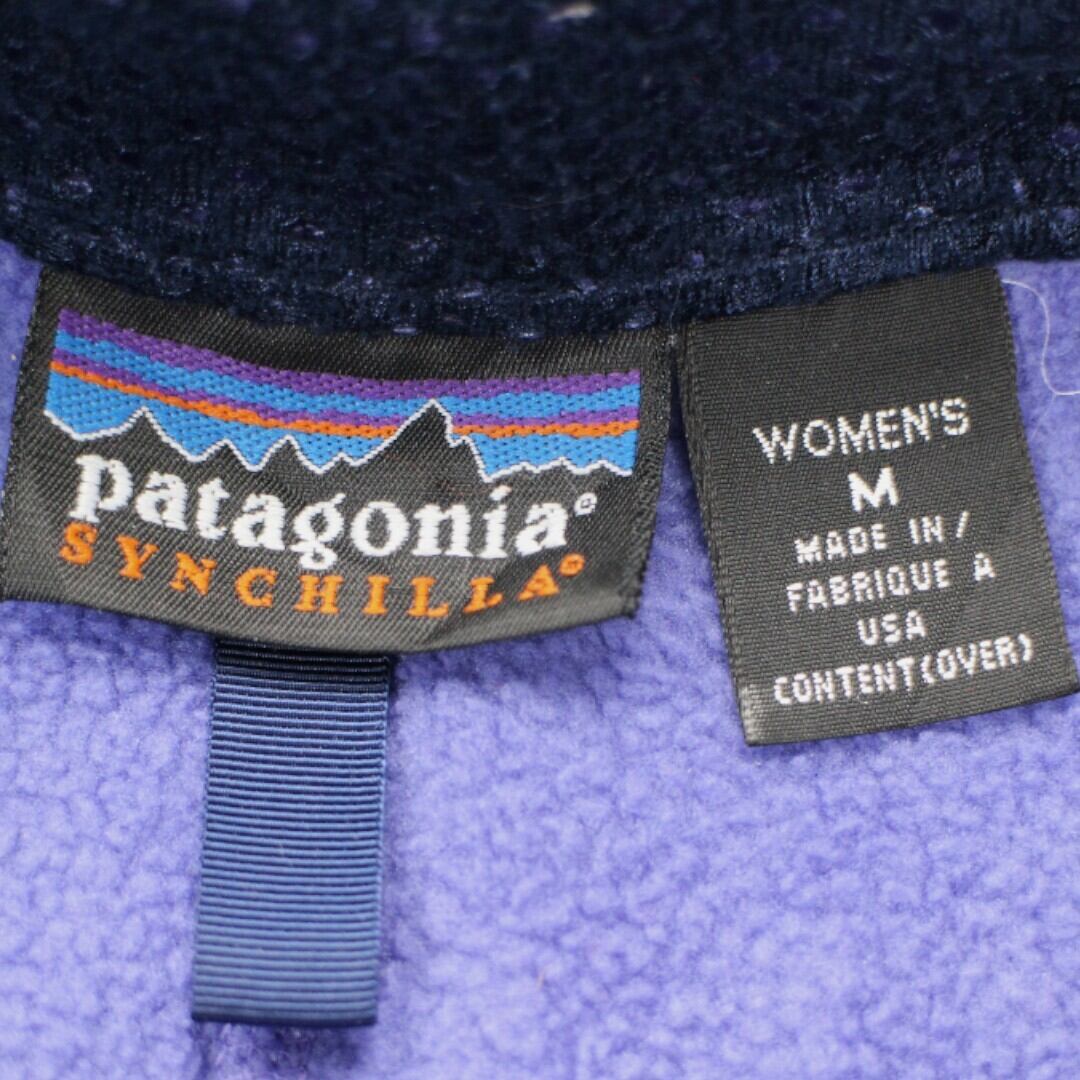 patagonia®
SYNCHILLA®
WOMEN'S
M
MADE IN/
FABRIQUE A
USA
CONTENT(OVER)